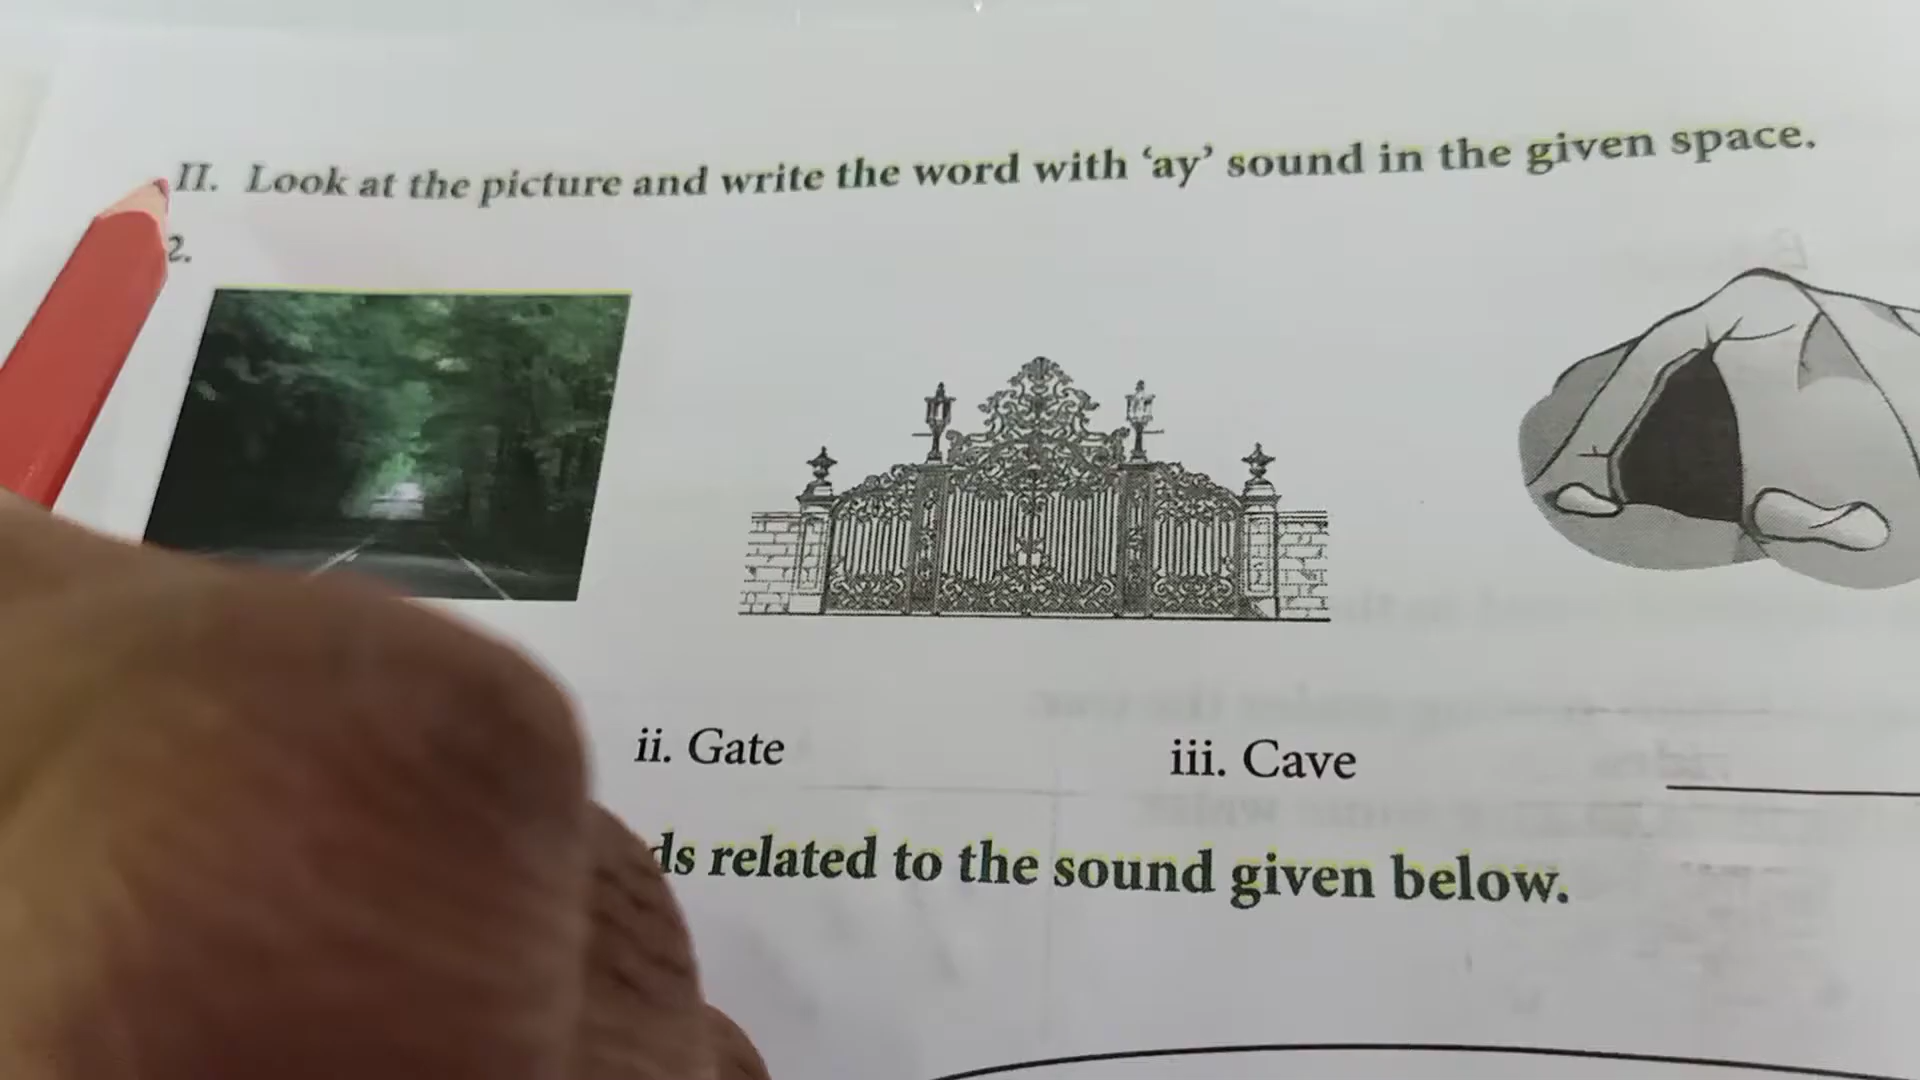 II. Look at the picture and write the word with ‘ay’ sound in the given space.
2.
ii. Gate
iii. Cave
ds related to the sound given below.